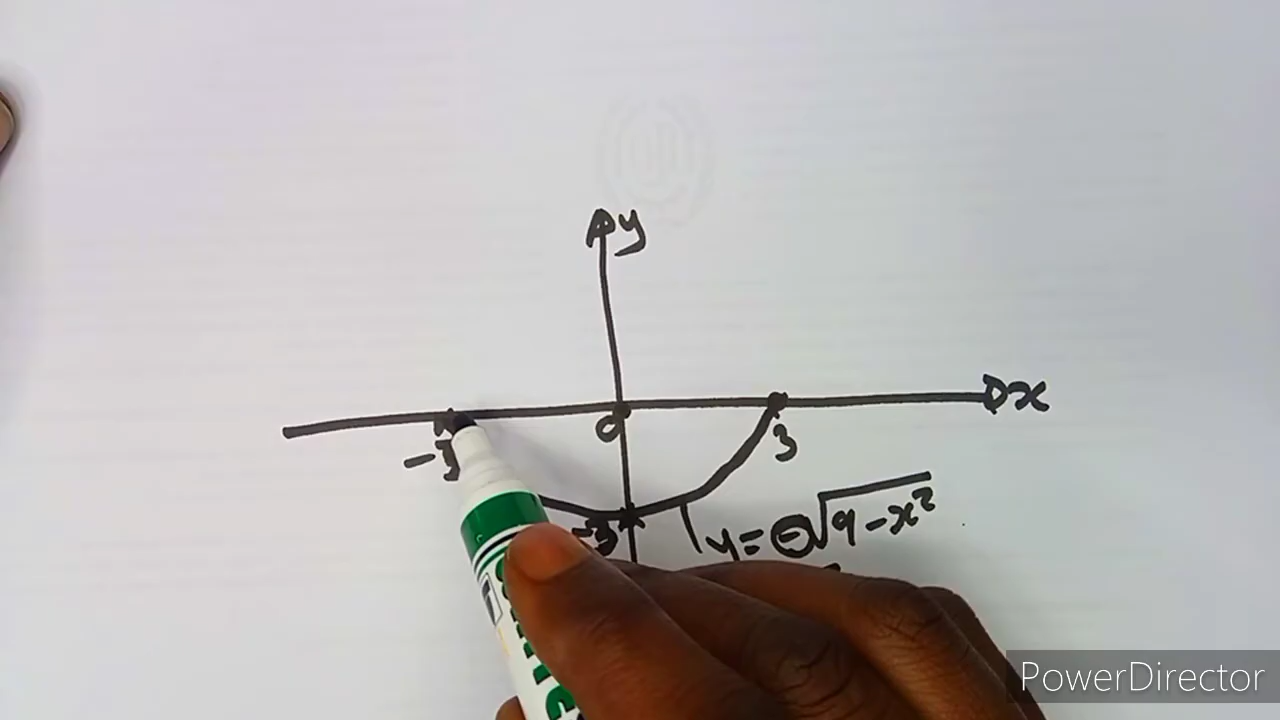 y
x
0
-3
3
-3
y = -√9 - x²
PowerDirector